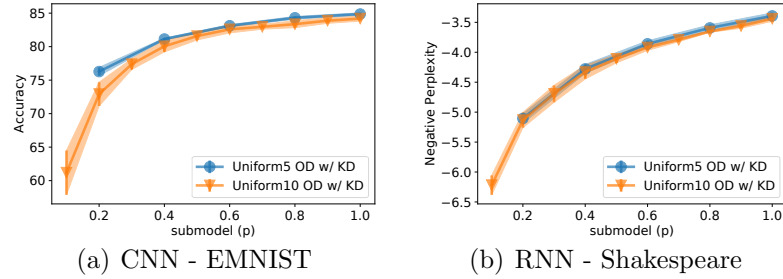 85
80
75
70
65
60
Accuracy
Uniform5 OD w/ KD
Uniform10 OD w/ KD
0.2 0.4 0.6 0.8 1.0
submodel (p)
(a) CNN - EMNIST
−3.5
−4.0
−4.5
−5.0
−5.5
−6.0
−6.5
Negative Perplexity
Uniform5 OD w/ KD
Uniform10 OD w/ KD
0.2 0.4 0.6 0.8 1.0
submodel (p)
(b) RNN - Shakespeare